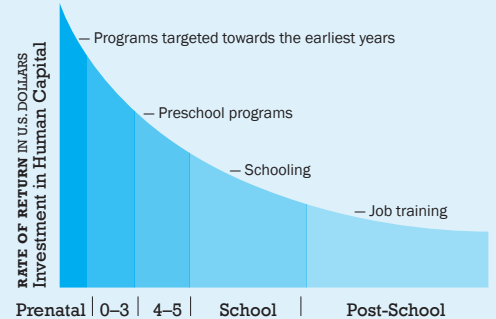 Programs targeted towards the earliest years
Preschool programs
Schooling
Job training
RATE OF RETURN IN U.S. DOLLARS
Investment in Human Capital
Prenatal 0–3 4–5 School Post-School